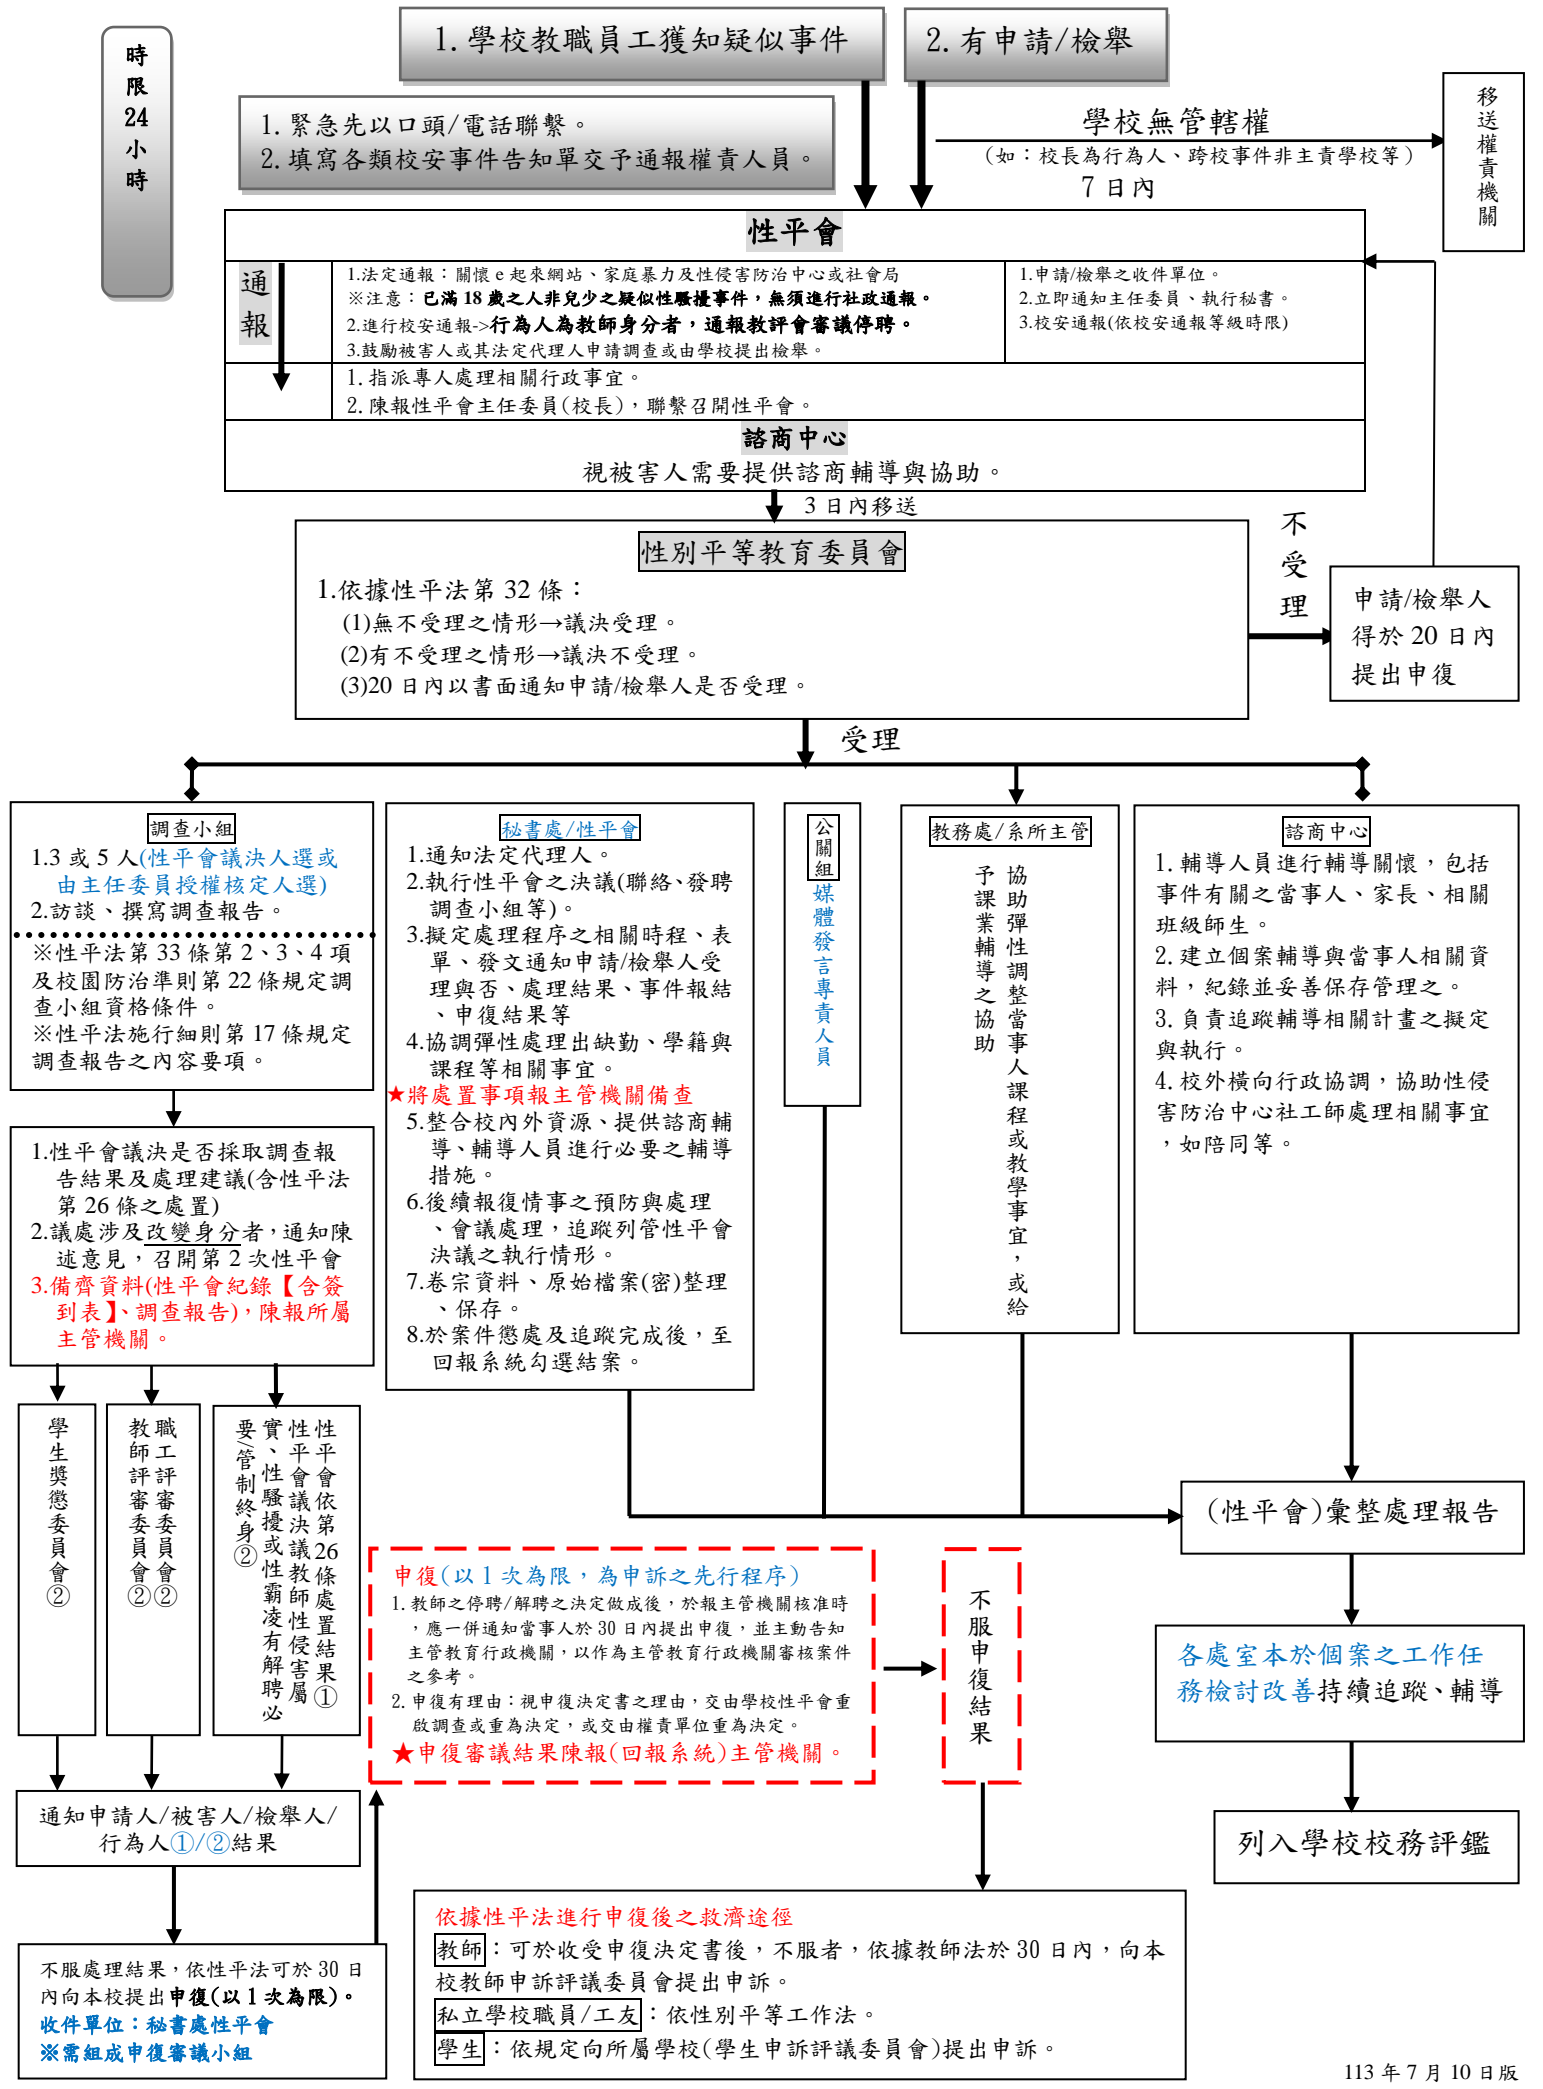 時
限
24
小
時
1.學校教職員工獲知疑似事件
2.有申請/檢舉
1.緊急先以口頭/電話聯繫。
2.填寫各類校安事件告知單交予通報權責人員。
學校無管轄權
(如：校長為行為人、跨校事件非主責學校等)
7 日內
移送權責機關
性平會
通
報
1.法定通報：關懷 e 起來網站、家庭暴力及性侵害防治中心或社會局
※注意：已滿 18 歲之人非兒少之疑似性騷擾事件，無須進行社政通報。
2.進行校安通報->行為人為教師身分者，通報教評會審議停聘。
3.鼓勵被害人或其法定代理人申請調查或由學校提出檢舉。
1.申請/檢舉之收件單位。
2.立即通知主任委員、執行秘書。
3.校安通報(依校安通報等級時限)
1.指派專人處理相關行政事宜。
2.陳報性平會主任委員(校長)，聯繫召開性平會。
諮商中心
視被害人需要提供諮商輔導與協助。
3 日內移送
性別平等教育委員會
1.依據性平法第 32 條：
(1)無不受理之情形→議決受理。
(2)有不受理之情形→議決不受理。
(3)20 日內以書面通知申請/檢舉人是否受理。
不
受
理
申請/檢舉人
得於 20 日內
提出申復
受理
調查小組
1.3 或 5 人(性平會議決人選或
由主任委員授權核定人選)
2.訪談、撰寫調查報告。
※性平法第 33 條第 2、3、4 項
及校園防治準則第 22 條規定調
查小組資格條件。
※性平法施行細則第 17 條規定
調查報告之內容要項。
秘書處/性平會
1.通知法定代理人。
2.執行性平會之決議(聯絡、發聘
調查小組等)。
3.擬定處理程序之相關時程、表
單、發文通知申請/檢舉人受
理與否、處理結果、事件報結
、申復結果等
4.協調彈性處理出缺勤、學籍與
課程等相關事宜。
★將處置事項報主管機關備查
5.整合校內外資源、提供諮商輔
導、輔導人員進行必要之輔導
措施。
6.後續報復情事之預防與處理
、會議處理，追蹤列管性平會
決議之執行情形。
7.卷宗資料、原始檔案(密)整理
、保存。
8.於案件懲處及追蹤完成後，至
回報系統勾選結案。
公關組
媒體發言專責人員
教務處/系所主管
協助彈性調整當事人課程或教學事宜，或給
予課業輔導之協助
諮商中心
1.輔導人員進行輔導關懷，包括
事件有關之當事人、家長、相關
班級師生。
2.建立個案輔導與當事人相關資
料，紀錄並妥善保存管理之。
3.負責追蹤輔導相關計畫之擬定
與執行。
4.校外橫向行政協調，協助性侵
害防治中心社工師處理相關事宜
，如陪同等。
1.性平會議決是否採取調查報
告結果及處理建議(含性平法
第 26 條之處置)
2.議處涉及改變身分者，通知陳
述意見，召開第 2 次性平會
3.備齊資料(性平會紀錄【含簽
到表】、調查報告)，陳報所屬
主管機關。
學生獎懲委員會②
職工評審委員會②
教師評審委員會②
性平會依第26條處置結果①
性平會議決議教師性侵害屬
實、性騷擾或性霸凌有解聘必
要/管制終身②
(性平會)彙整處理報告
申復(以 1 次為限，為申訴之先行程序)
1.教師之停聘/解聘之決定做成後，於報主管機關核准時
，應一併通知當事人於 30 日內提出申復，並主動告知
主管教育行政機關，以作為主管教育行政機關審核案件
之參考。
2.申復有理由：視申復決定書之理由，交由學校性平會重
啟調查或重為決定，或交由權責單位重為決定。
★申復審議結果陳報(回報系統)主管機關。
不服申復結果
各處室本於個案之工作任
務檢討改善持續追蹤、輔導
通知申請人/被害人/檢舉人/
行為人①/②結果
列入學校校務評鑑
不服處理結果，依性平法可於 30 日
內向本校提出申復(以 1 次為限)。
收件單位：秘書處性平會
※需組成申復審議小組
依據性平法進行申復後之救濟途徑
教師：可於收受申復決定書後，不服者，依據教師法於 30 日內，向本
校教師申訴評議委員會提出申訴。
私立學校職員/工友：依性別平等工作法。
學生：依規定向所屬學校(學生申訴評議委員會)提出申訴。
113 年 7 月 10 日版